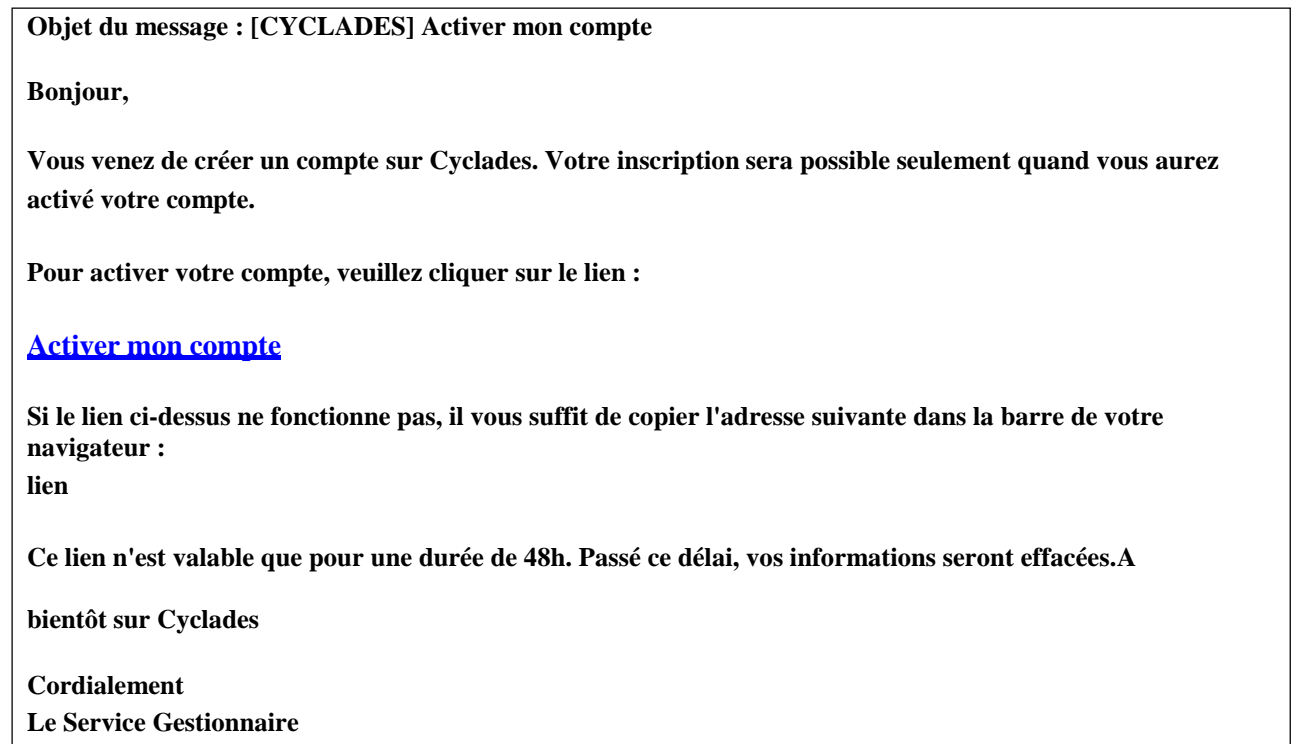 Objet du message : [CYCLADES] Activer mon compte
Bonjour,
Vous venez de créer un compte sur Cyclades. Votre inscription sera possible seulement quand vous aurez
activé votre compte.
Pour activer votre compte, veuillez cliquer sur le lien :
Activer mon compte
Si le lien ci-dessus ne fonctionne pas, il vous suffit de copier l'adresse suivante dans la barre de votre
navigateur :
lien
Ce lien n'est valable que pour une durée de 48h. Passé ce délai, vos informations seront effacées.A
bientôt sur Cyclades
Cordialement
Le Service Gestionnaire